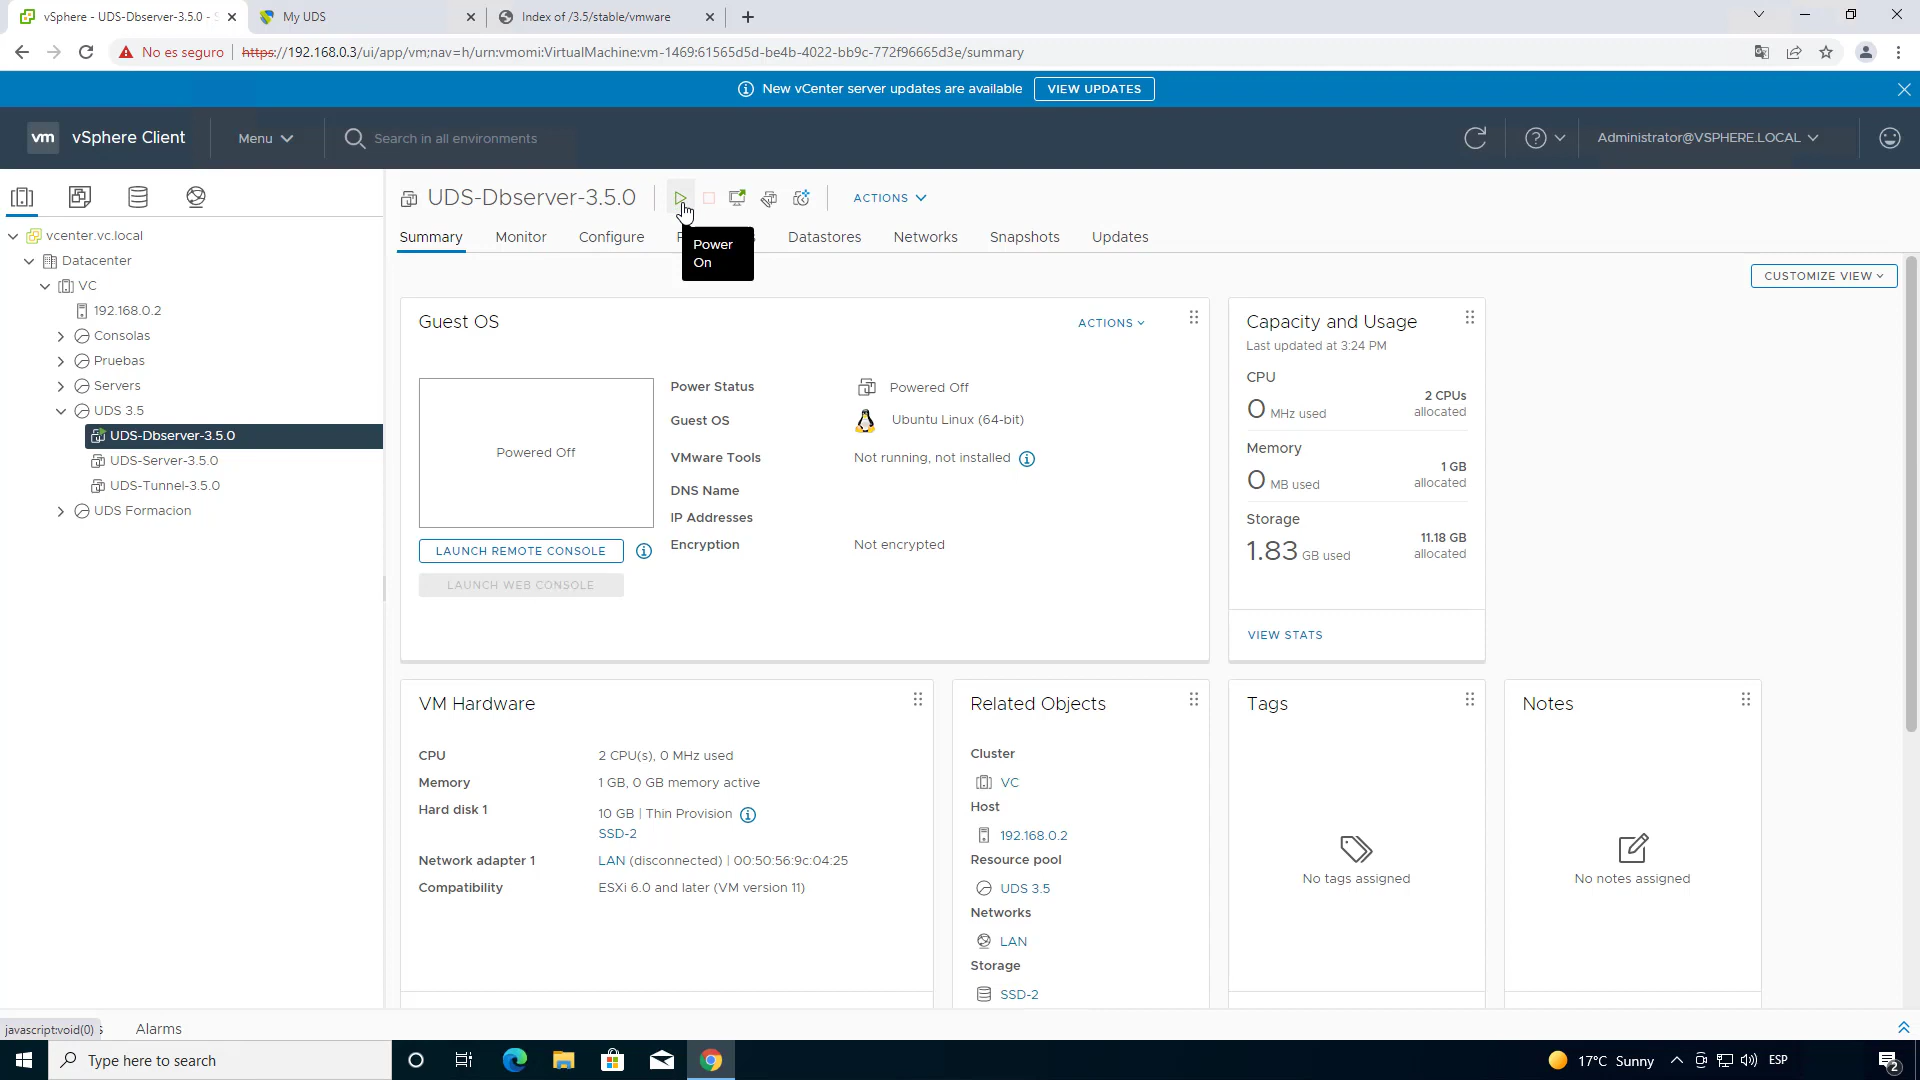 vSphere - UDS-Dbserver-3.5.0 - S
My UDS
Index of /3.5/stable/vmware
No es seguro
https://192.168.0.3/ui/app/vm;nav=h/urn:vmomi:VirtualMachine:vm-1469:61565d5d-be4b-4022-bb9c-772f96665d3e/summary
New vCenter server updates are available
VIEW UPDATES
vm
vSphere Client
Menu
Search in all environments
Administrator@VSPHERE.LOCAL
vcenter.vc.local
Datacenter
VC
192.168.0.2
Consolas
Pruebas
Servers
UDS 3.5
UDS-Dbserver-3.5.0
UDS-Server-3.5.0
UDS-Tunnel-3.5.0
UDS Formacion
UDS-Dbserver-3.5.0
ACTIONS
Power
On
Summary
Monitor
Configure
Datastores
Networks
Snapshots
Updates
CUSTOMIZE VIEW
Guest OS
ACTIONS
Powered Off
LAUNCH REMOTE CONSOLE
LAUNCH WEB CONSOLE
Power Status
Powered Off
Guest OS
Ubuntu Linux (64-bit)
VMware Tools
Not running, not installed
DNS Name
IP Addresses
Encryption
Not encrypted
Capacity and Usage
Last updated at 3:24 PM
CPU
0 MHz used
2 CPUs
allocated
Memory
0 MB used
1 GB
allocated
Storage
1.83 GB used
11.18 GB
allocated
VIEW STATS
VM Hardware
CPU
2 CPU(s), 0 MHz used
Memory
1 GB, 0 GB memory active
Hard disk 1
10 GB | Thin Provision
SSD-2
Network adapter 1
LAN (disconnected) | 00:50:56:9c:04:25
Compatibility
ESXi 6.0 and later (VM version 11)
Related Objects
Cluster
VC
Host
192.168.0.2
Resource pool
UDS 3.5
Networks
LAN
Storage
SSD-2
Tags
No tags assigned
Notes
No notes assigned
javascript:void(0)
Alarms
Type here to search
17°C Sunny
ESP
2